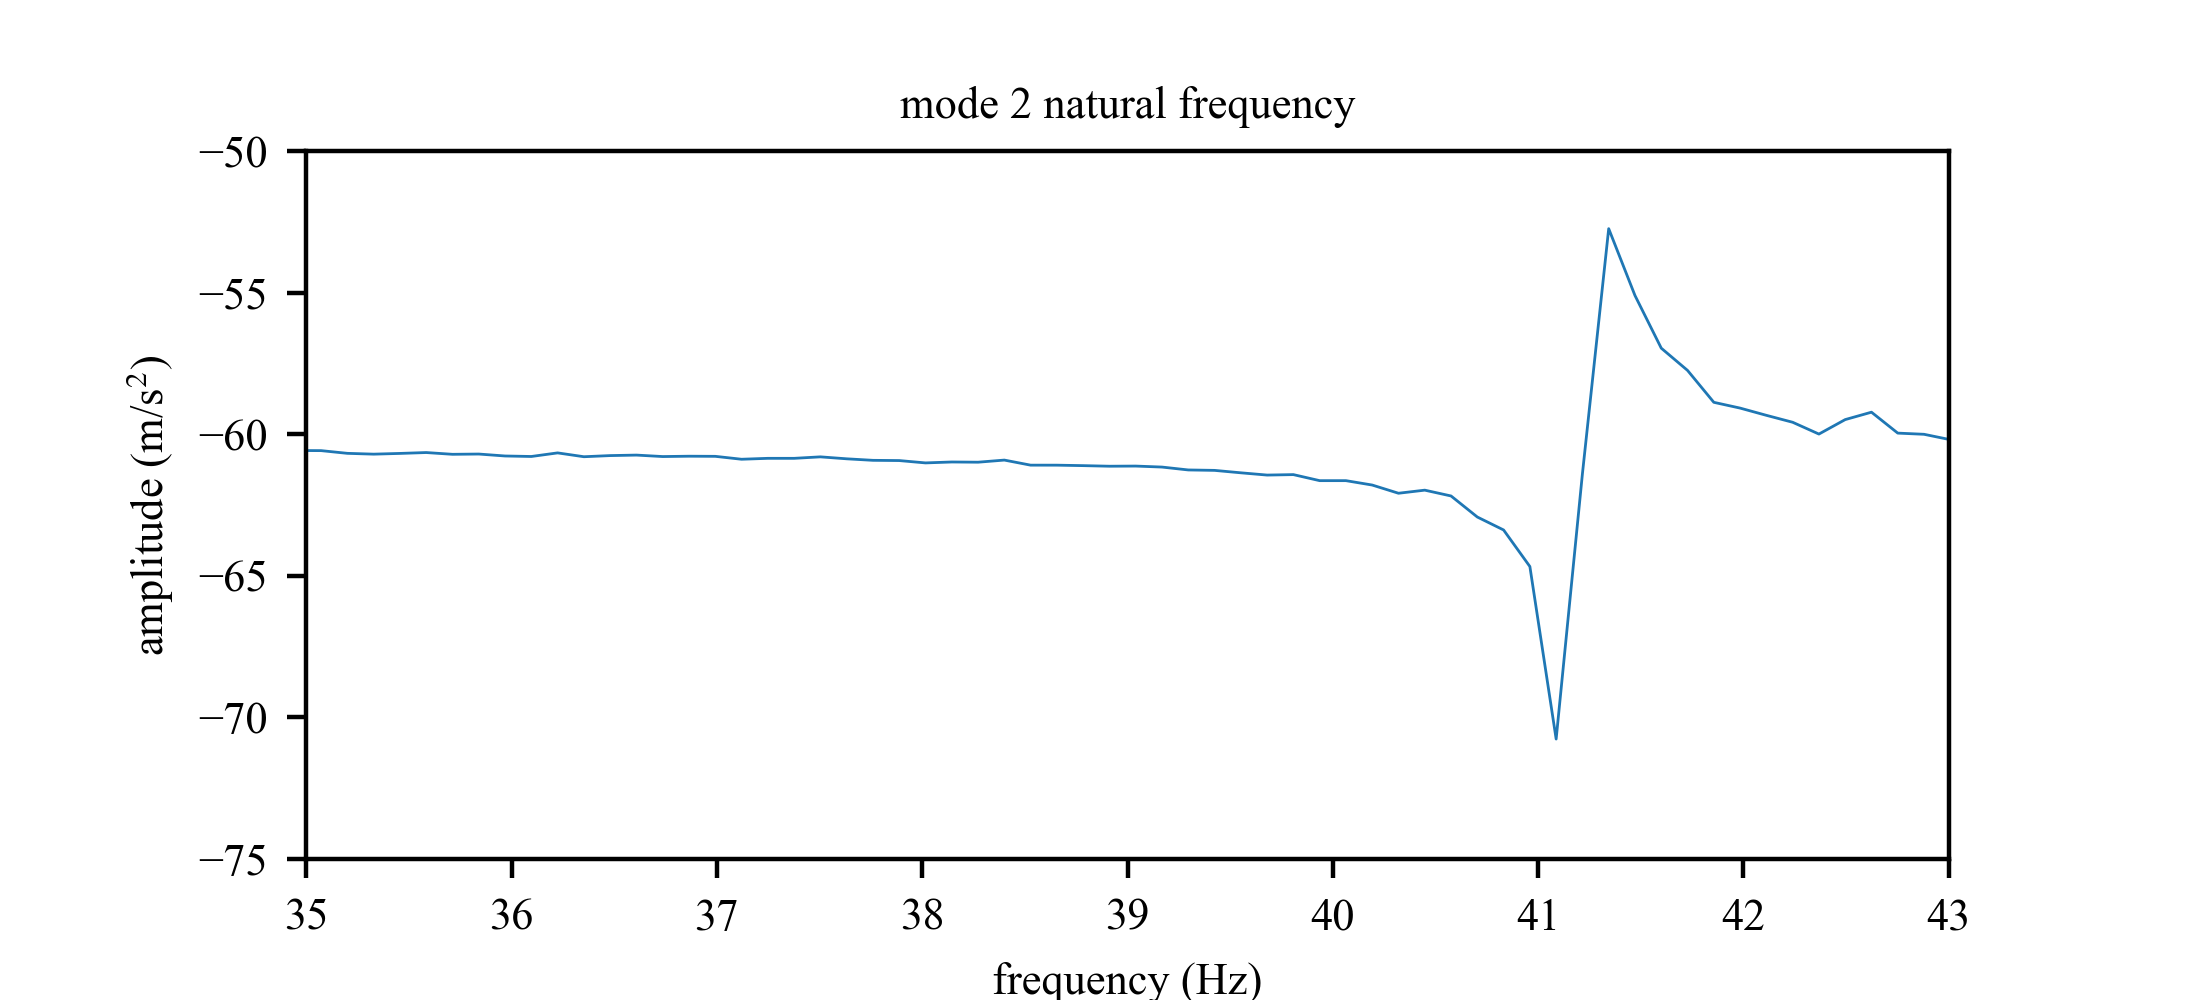 mode 2 natural frequency
−50
−55
−60
−65
−70
−75
amplitude (m/s²)
35 36 37 38 39 40 41 42 43
frequency (Hz)